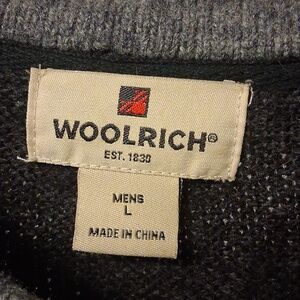 WOOLRICH®
EST. 1830
MENS
L
MADE IN CHINA